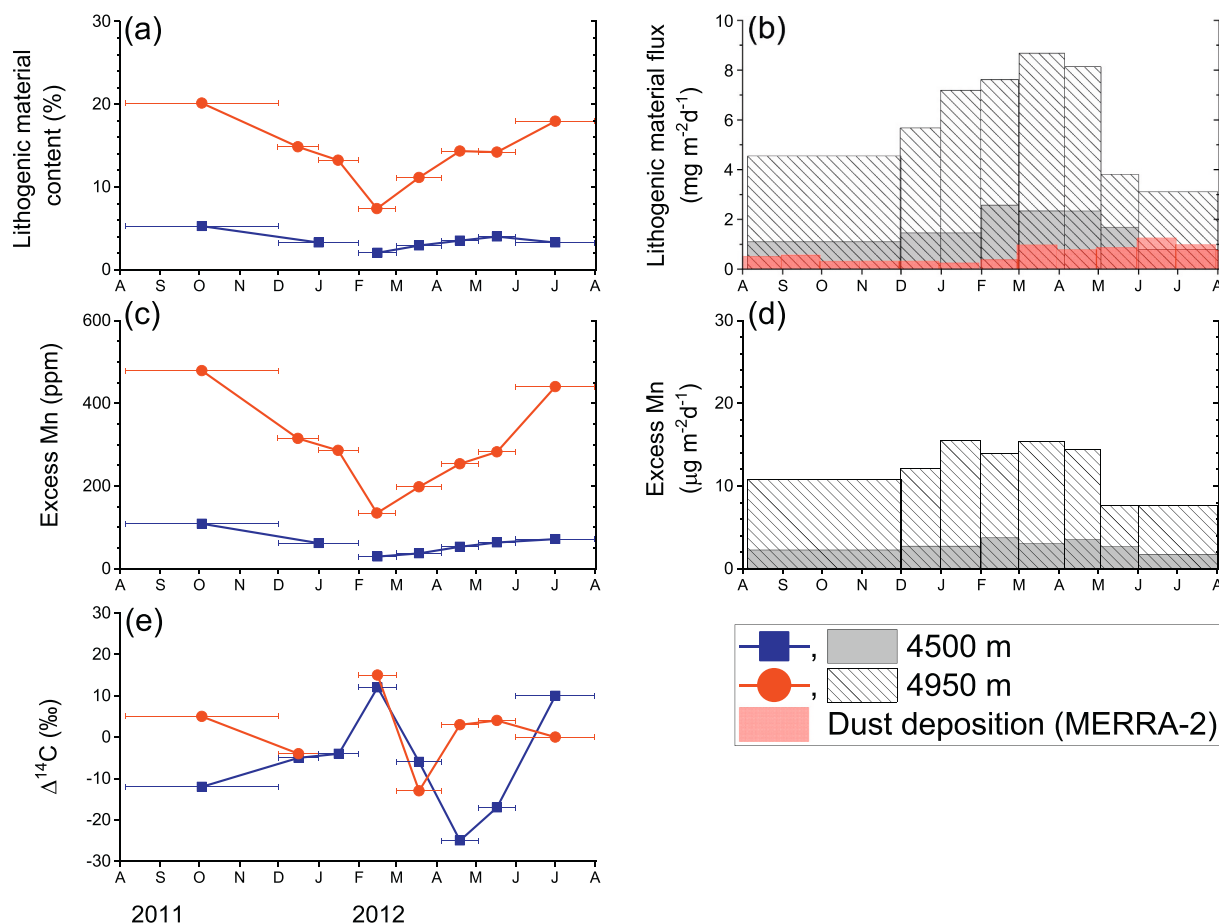 (a)
Lithogenic material
content (%)
30
20
10
0
A S O N D J F M A M J J A
(b)
Lithogenic material flux
(mg m⁻²d⁻¹)
10
8
6
4
2
0
A S O N D J F M A M J J A
(c)
Excess Mn (ppm)
600
400
200
0
A S O N D J F M A M J J A
(d)
Excess Mn
(µg m⁻²d⁻¹)
30
20
10
0
A S O N D J F M A M J J A
(e)
Δ¹⁴C (‰)
30
20
10
0
-10
-20
-30
A S O N D J F M A M J J A
2011 2012
, 4500 m
, 4950 m
Dust deposition (MERRA-2)